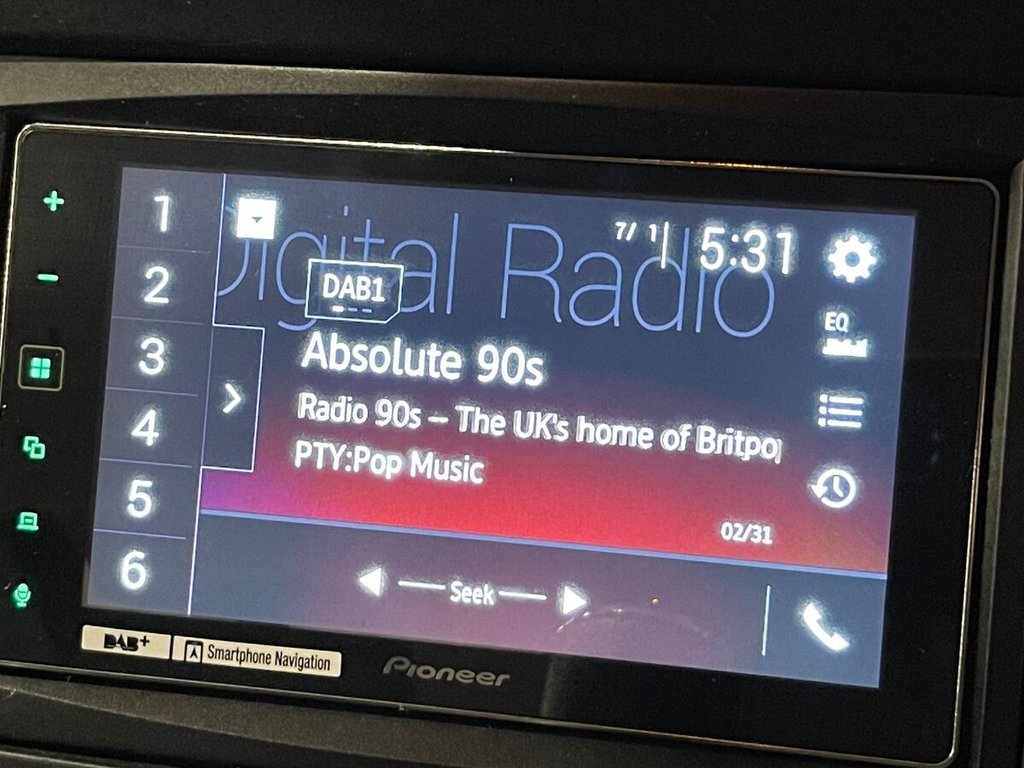 Digital Radio
7/ 1
5:31
DAB1
EQ
Absolute 90s
Radio 90s – The UK's home of Britpop
PTY:Pop Music
02/31
Seek
1
2
3
4
5
6
DAB+
Smartphone Navigation
Pioneer